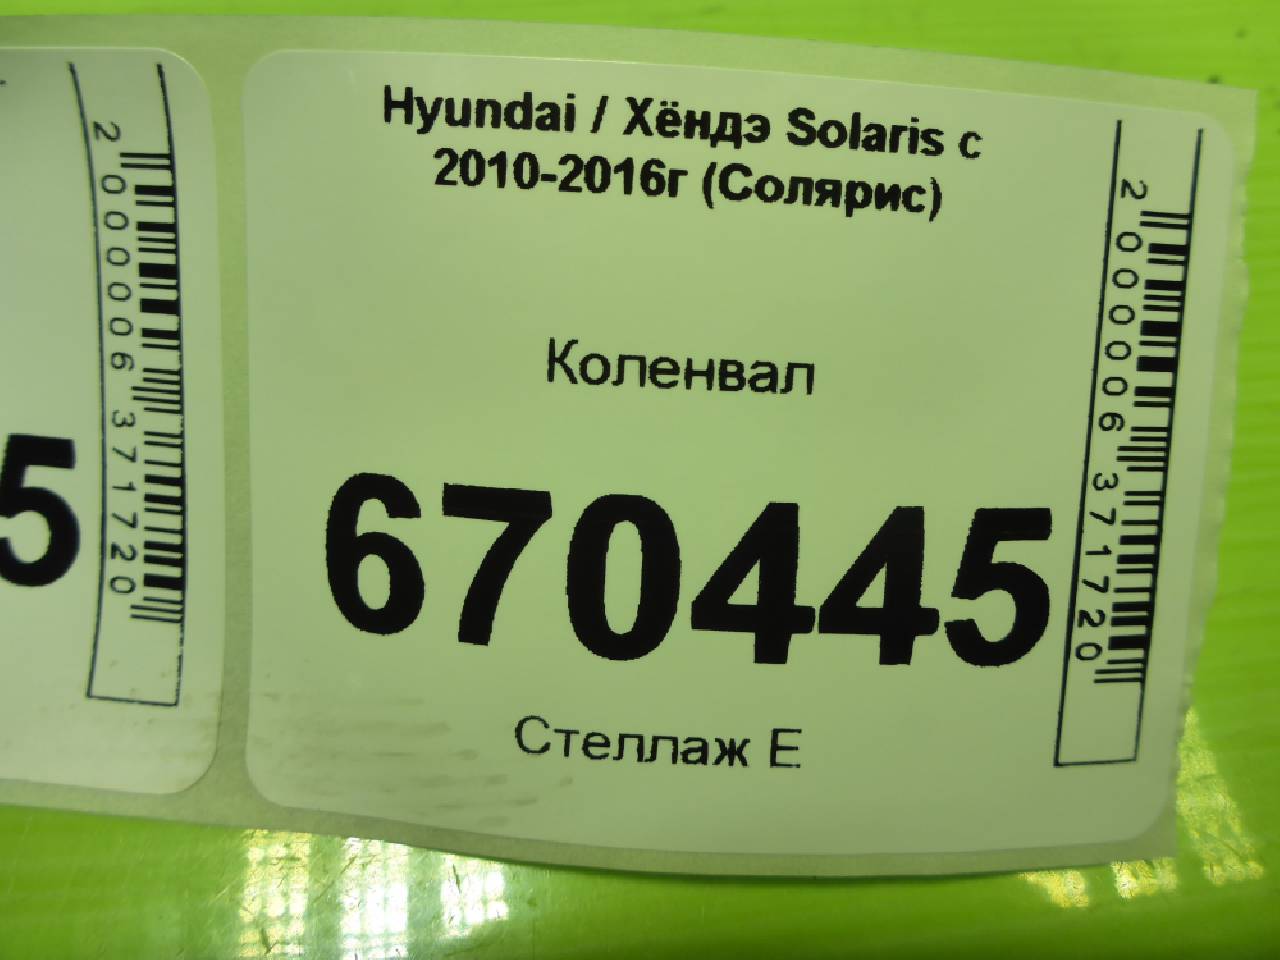 5
2000006371720
Hyundai / Хёндэ Solaris с
2010-2016г (Солярис)
Коленвал
670445
Стеллаж Е
2000006371720